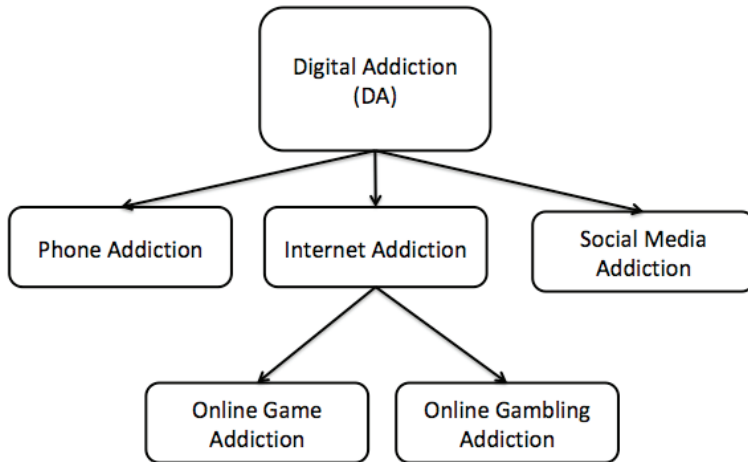 Digital Addiction
(DA)
Phone Addiction
Internet Addiction
Social Media
Addiction
Online Game
Addiction
Online Gambling
Addiction